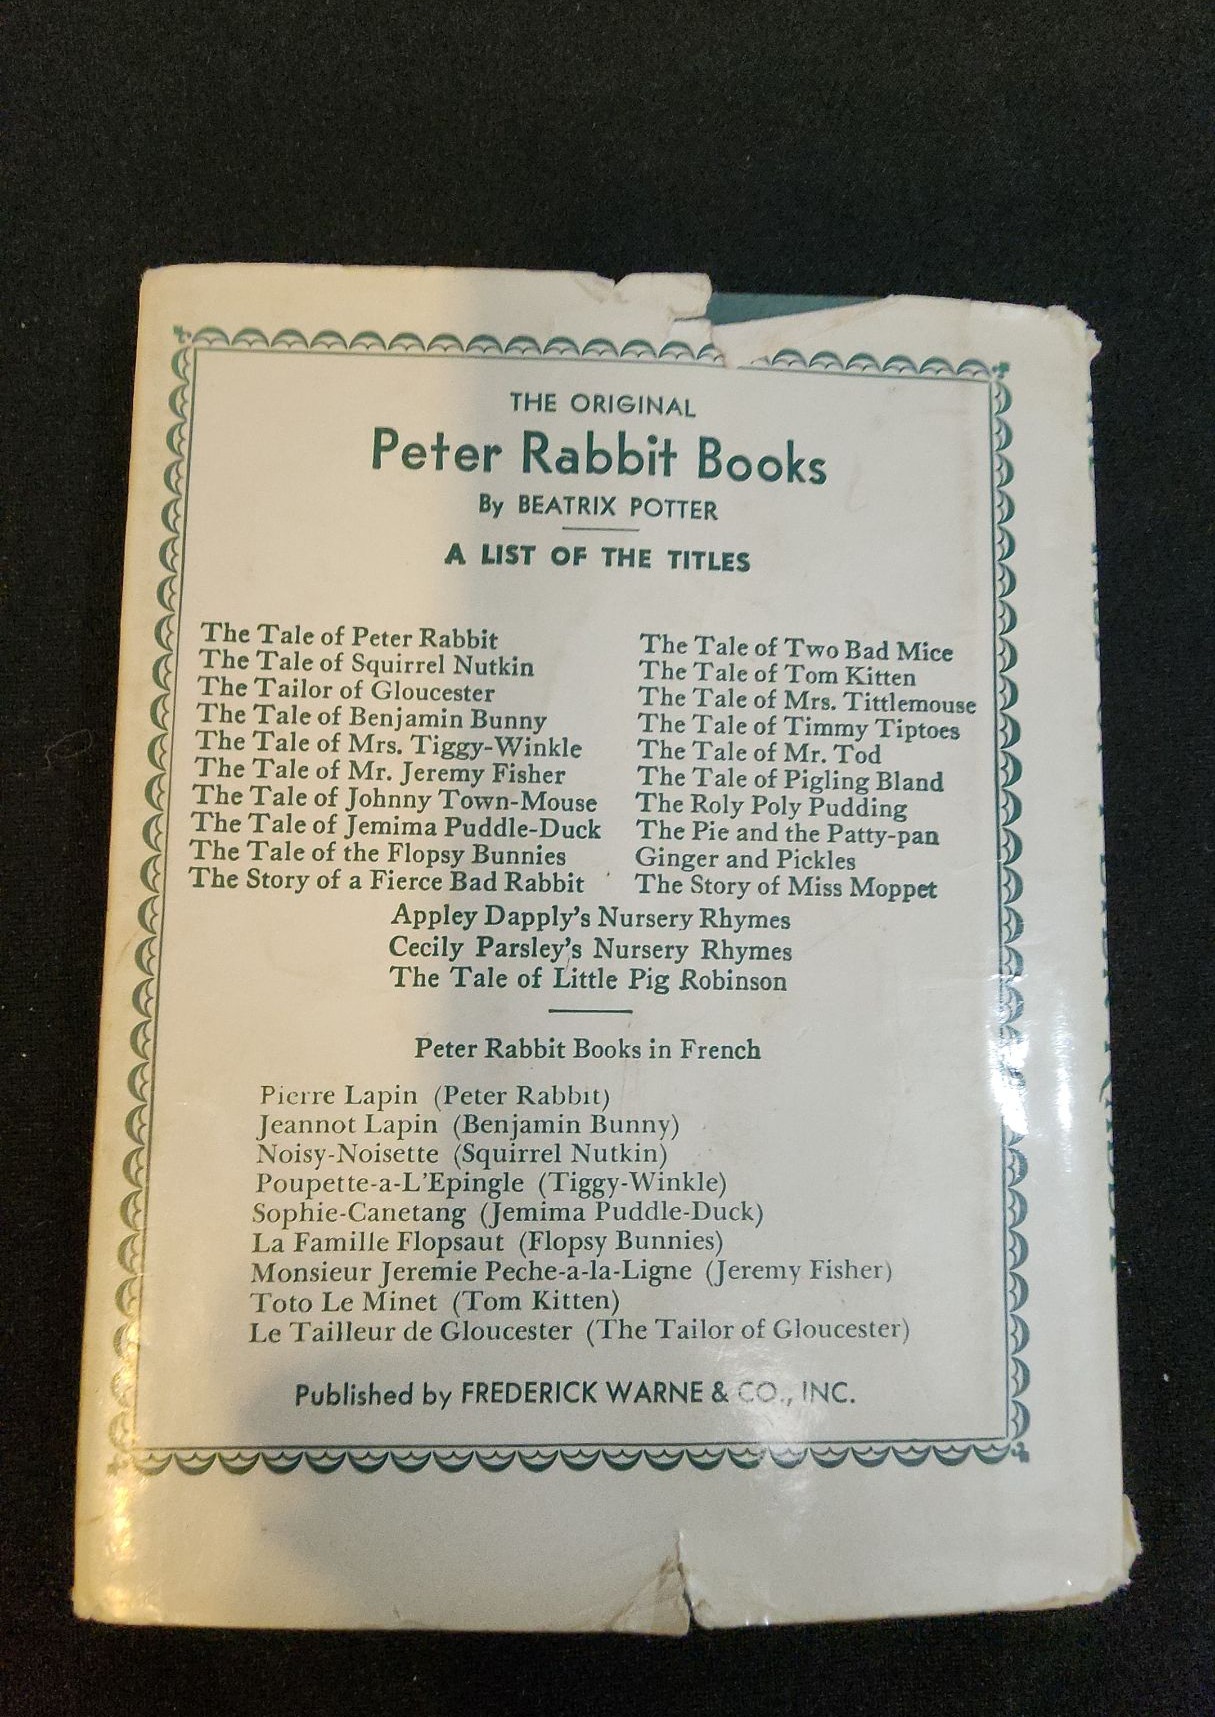 THE ORIGINAL
Peter Rabbit Books
By BEATRIX POTTER
A LIST OF THE TITLES
The Tale of Peter Rabbit
The Tale of Squirrel Nutkin
The Tailor of Gloucester
The Tale of Benjamin Bunny
The Tale of Mrs. Tiggy-Winkle
The Tale of Mr. Jeremy Fisher
The Tale of Johnny Town-Mouse
The Tale of Jemima Puddle-Duck
The Tale of the Flopsy Bunnies
The Story of a Fierce Bad Rabbit
The Tale of Two Bad Mice
The Tale of Tom Kitten
The Tale of Mrs. Tittlemouse
The Tale of Timmy Tiptoes
The Tale of Mr. Tod
The Tale of Pigling Bland
The Roly Poly Pudding
The Pie and the Patty-pan
Ginger and Pickles
The Story of Miss Moppet
Appley Dapply's Nursery Rhymes
Cecily Parsley's Nursery Rhymes
The Tale of Little Pig Robinson
Peter Rabbit Books in French
Pierre Lapin (Peter Rabbit)
Jeannot Lapin (Benjamin Bunny)
Noisy-Noisette (Squirrel Nutkin)
Poupette-a-L'Epingle (Tiggy-Winkle)
Sophie-Canetang (Jemima Puddle-Duck)
La Famille Flopsaut (Flopsy Bunnies)
Monsieur Jeremie Peche-a-la-Ligne (Jeremy Fisher)
Toto Le Minet (Tom Kitten)
Le Tailleur de Gloucester (The Tailor of Gloucester)
Published by FREDERICK WARNE & CO., INC.